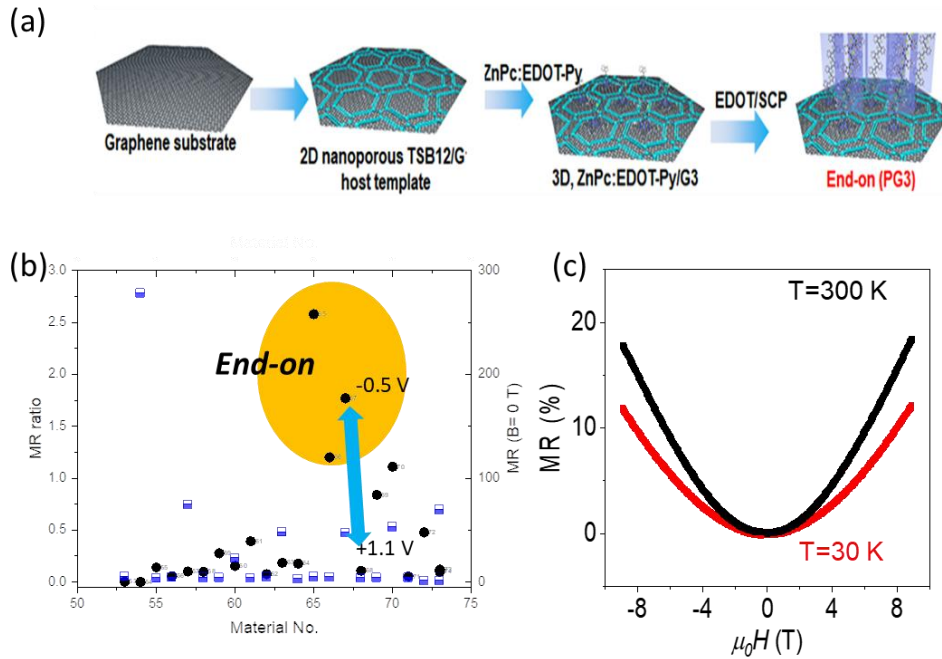 (a)
Graphene substrate
2D nanoporous TSB12/G
host template
ZnPc:EDOT-Py
3D, ZnPc:EDOT-Py/G3
EDOT/SCP
End-on (PG3)
(b)
MR ratio
3.0
2.5
2.0
1.5
1.0
0.5
0.0
End-on
-0.5 V
+1.1 V
300
200
100
0
MR (B= 0 T)
50 55 60 65 70 75
Material No.
(c)
MR (%)
20
10
0
T=300 K
T=30 K
-8 -4 0 4 8
μ₀H (T)